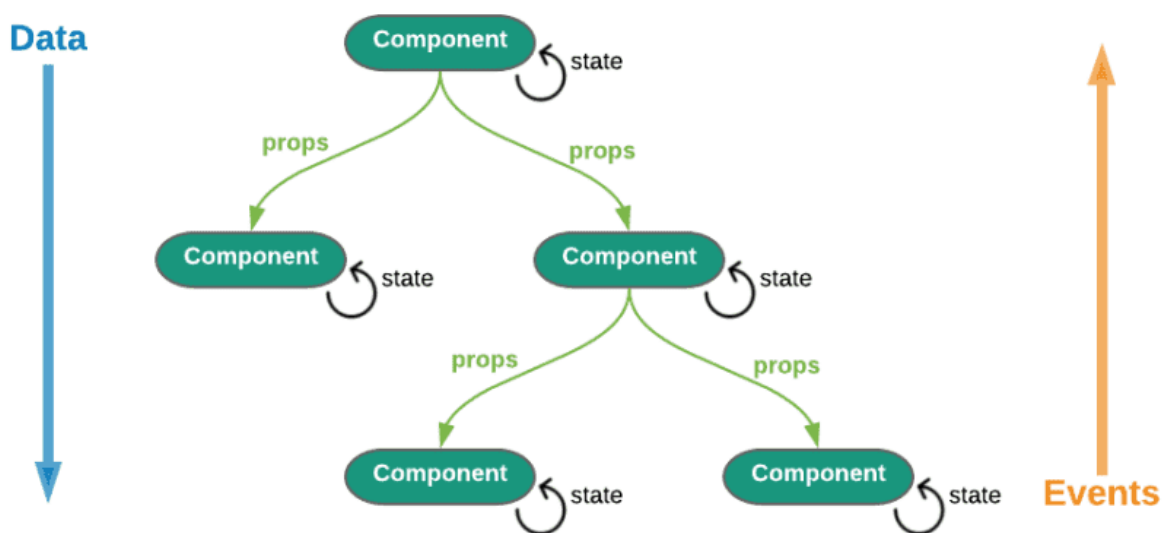 Data
Component
state
props
props
Component
state
Component
state
props
props
Component
state
Component
state
Events